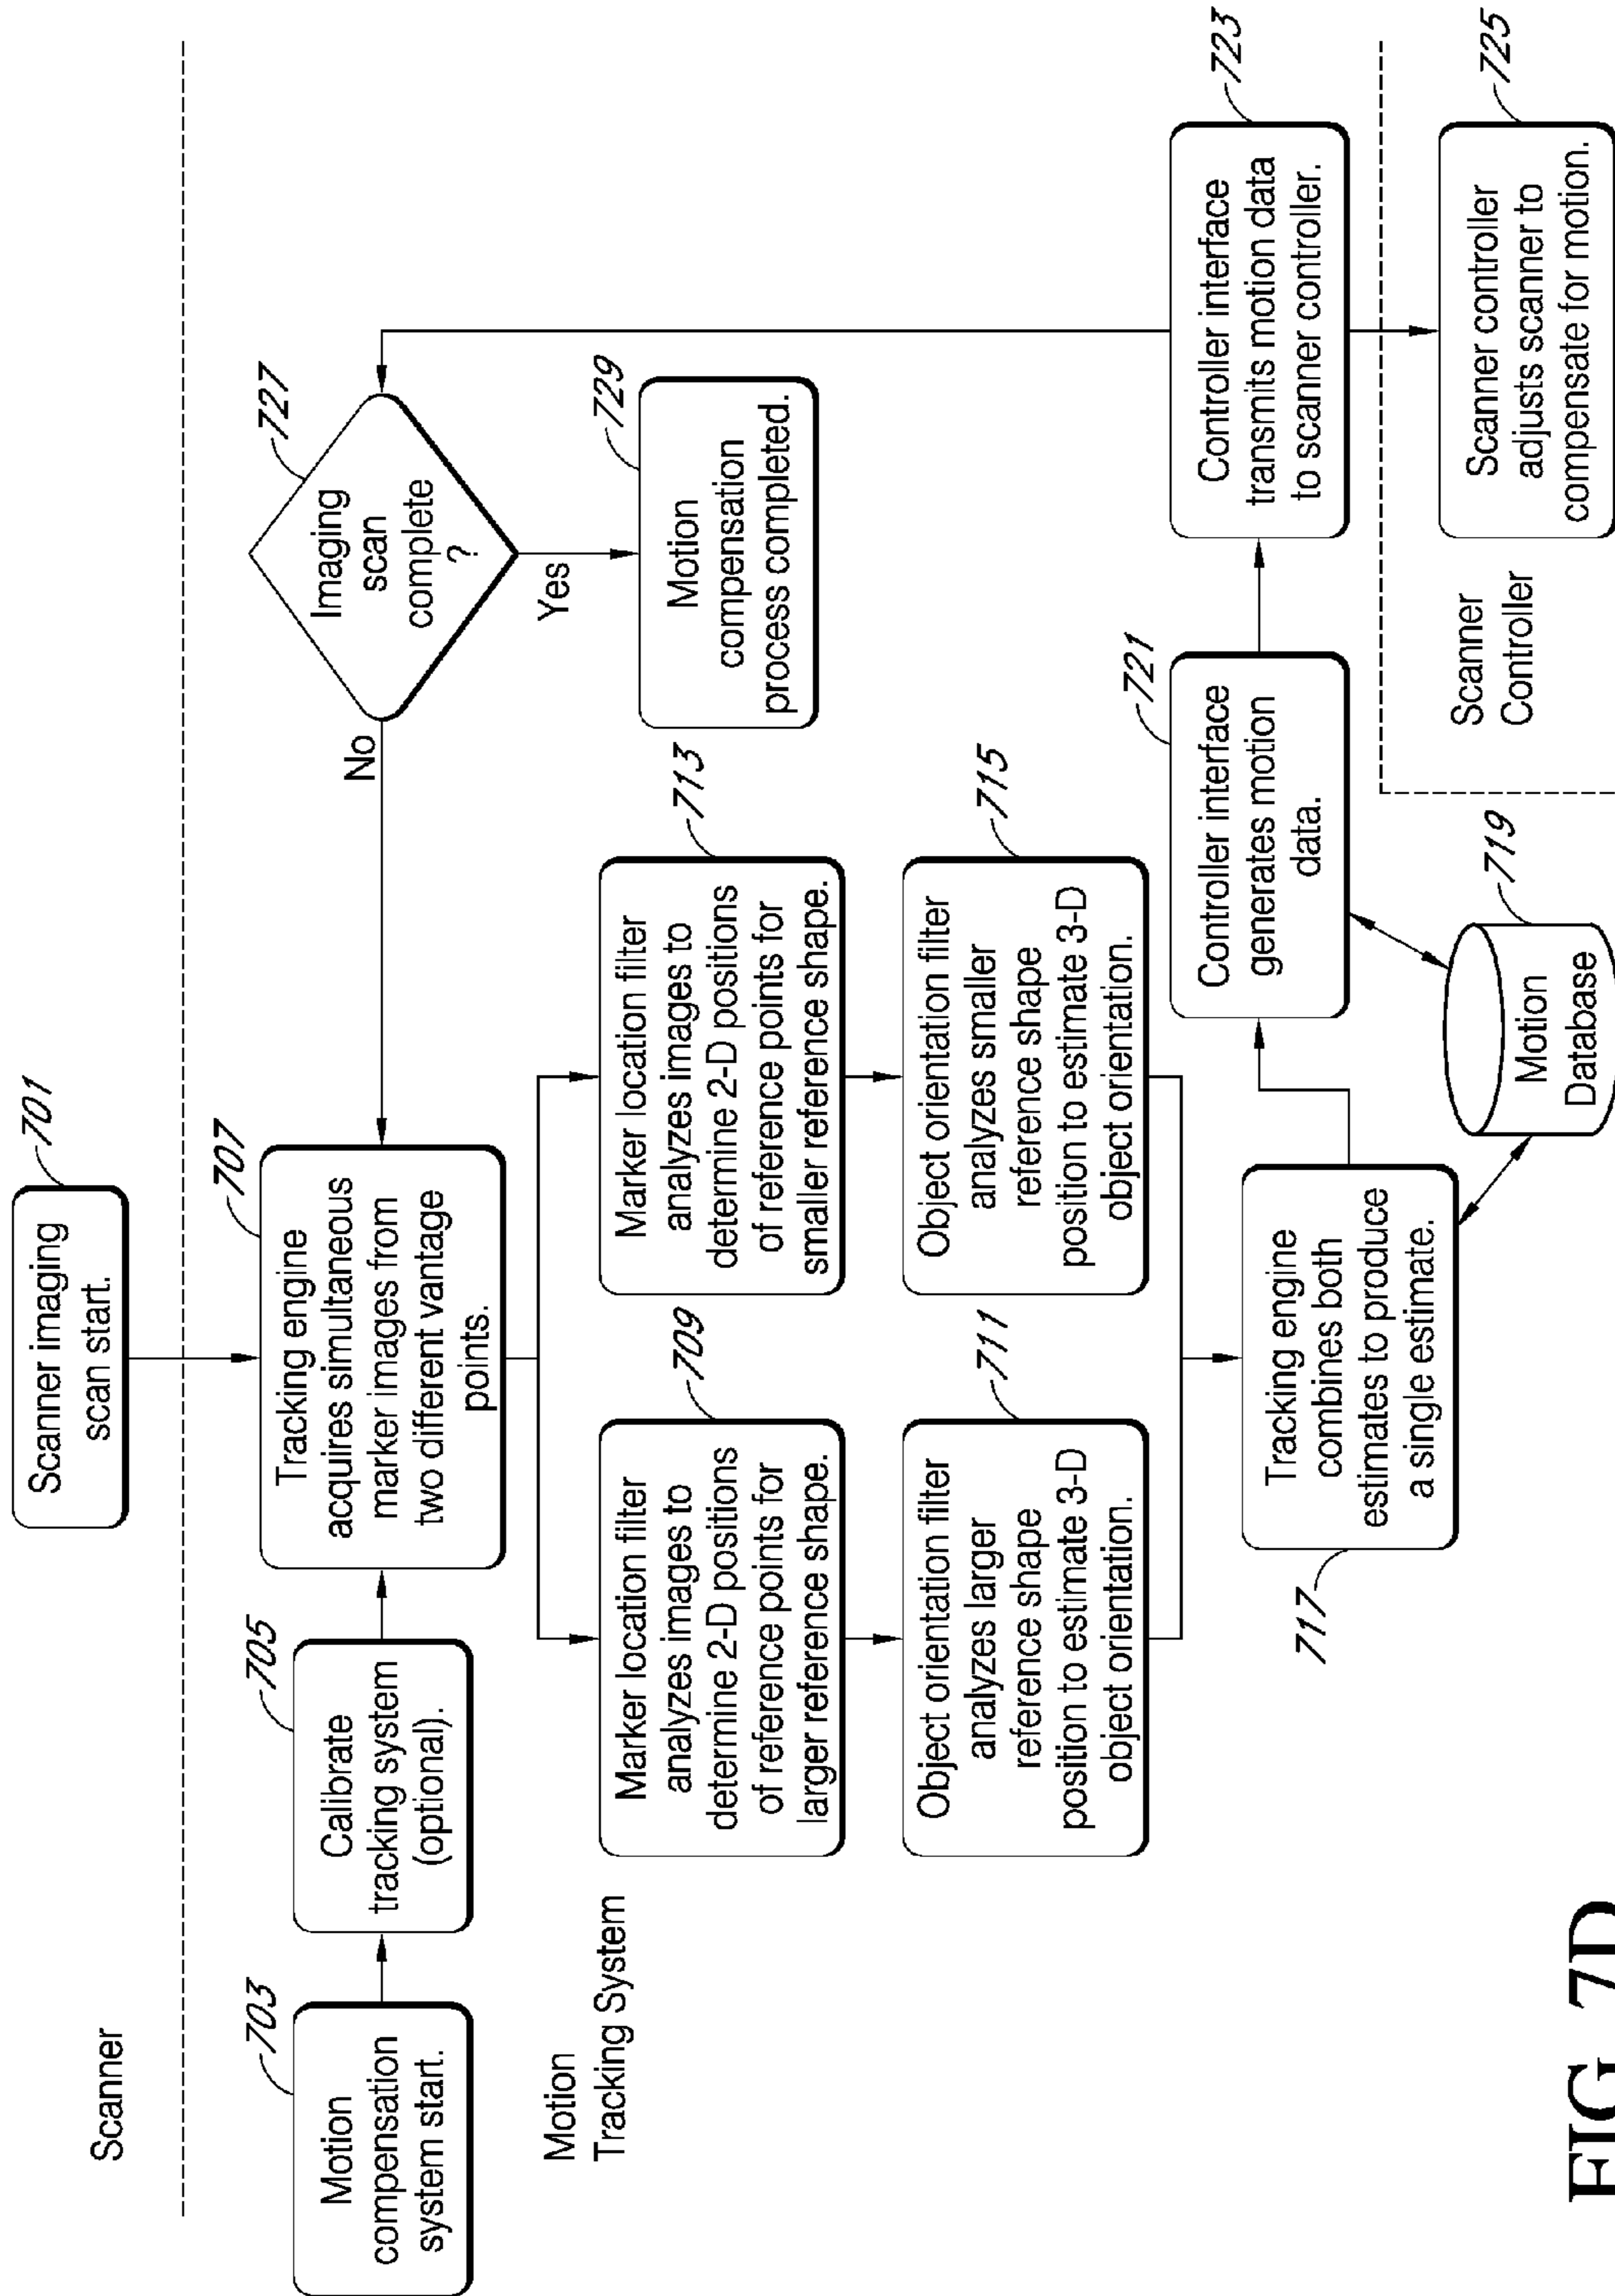 Scanner
701
Scanner imaging
scan start.
703
Motion
compensation
system start.
705
Calibrate
tracking system
(optional).
707
Tracking engine
acquires simultaneous
marker images from
two different vantage
points.
No
727
Imaging
scan
complete
?
Yes
729
Motion
compensation
process completed.
Motion
Tracking System
709
Marker location filter
analyzes images to
determine 2-D positions
of reference points for
larger reference shape.
713
Marker location filter
analyzes images to
determine 2-D positions
of reference points for
smaller reference shape.
711
Object orientation filter
analyzes larger
reference shape
position to estimate 3-D
object orientation.
715
Object orientation filter
analyzes smaller
reference shape
position to estimate 3-D
object orientation.
717
Tracking engine
combines both
estimates to produce
a single estimate.
719
Motion
Database
721
Controller interface
generates motion
data.
723
Controller interface
transmits motion data
to scanner controller.
Scanner
Controller
725
Scanner controller
adjusts scanner to
compensate for motion.
FIG. 7D